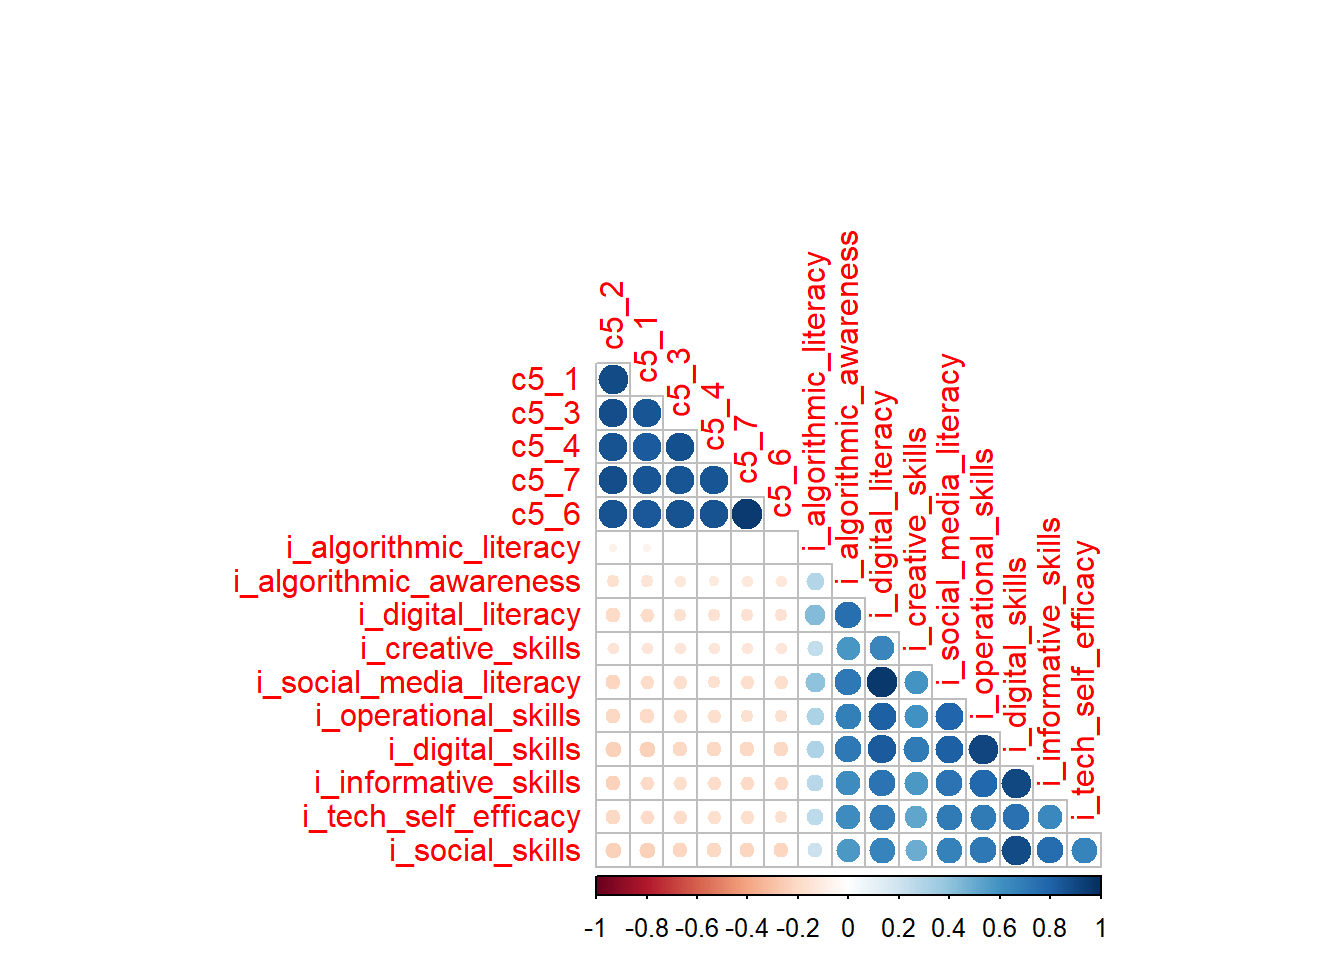 c5_2
c5_1
c5_3
c5_4
c5_7
c5_6
i_algorithmic_literacy
i_algorithmic_awareness
i_digital_literacy
i_creative_skills
i_social_media_literacy
i_operational_skills
i_digital_skills
i_informative_skills
i_tech_self_efficacy
c5_1
c5_3
c5_4
c5_7
c5_6
i_algorithmic_literacy
i_algorithmic_awareness
i_digital_literacy
i_creative_skills
i_social_media_literacy
i_operational_skills
i_digital_skills
i_informative_skills
i_tech_self_efficacy
i_social_skills
-1 -0.8 -0.6 -0.4 -0.2 0 0.2 0.4 0.6 0.8 1